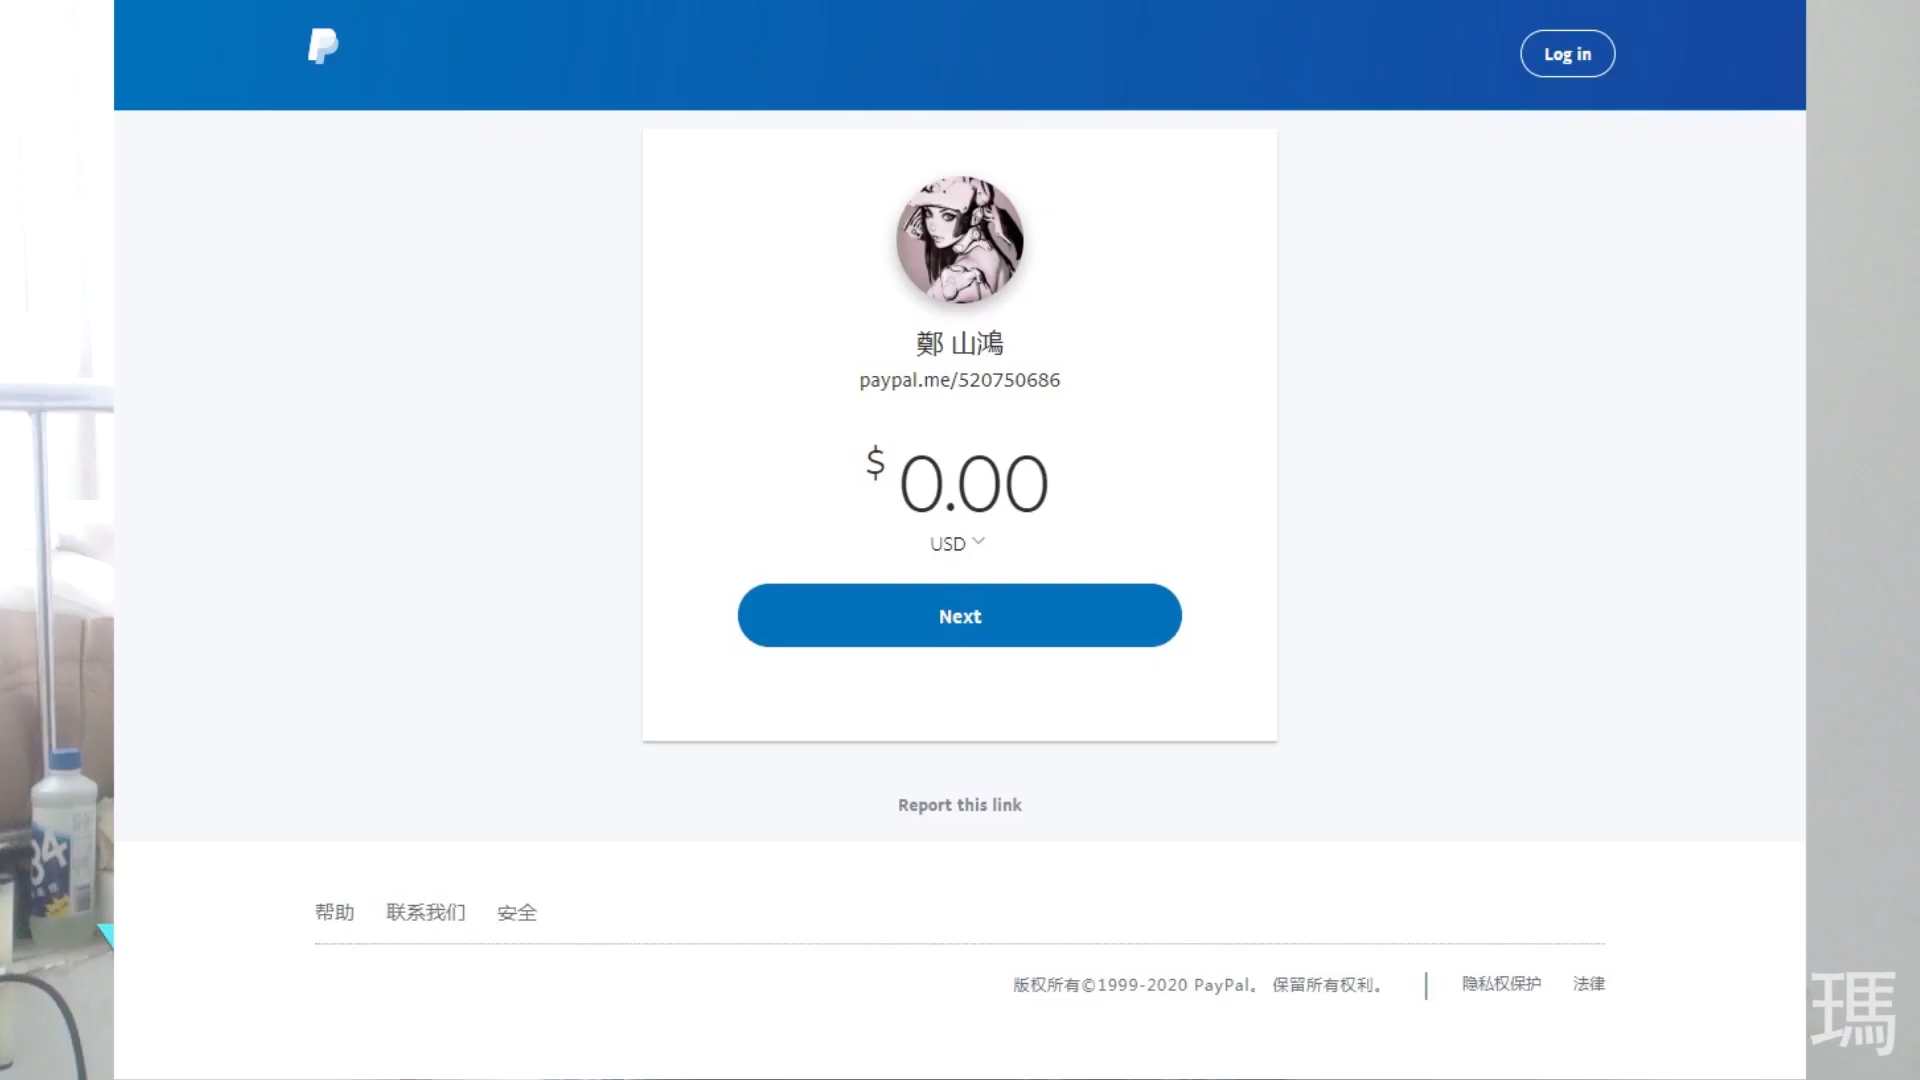 Log in
鄭 山鴻
paypal.me/520750686
$ 0.00
USD
Next
Report this link
帮助 联系我们 安全
版权所有©1999-2020 PayPal。 保留所有权利。 隐私权保护 法律
84
瑪